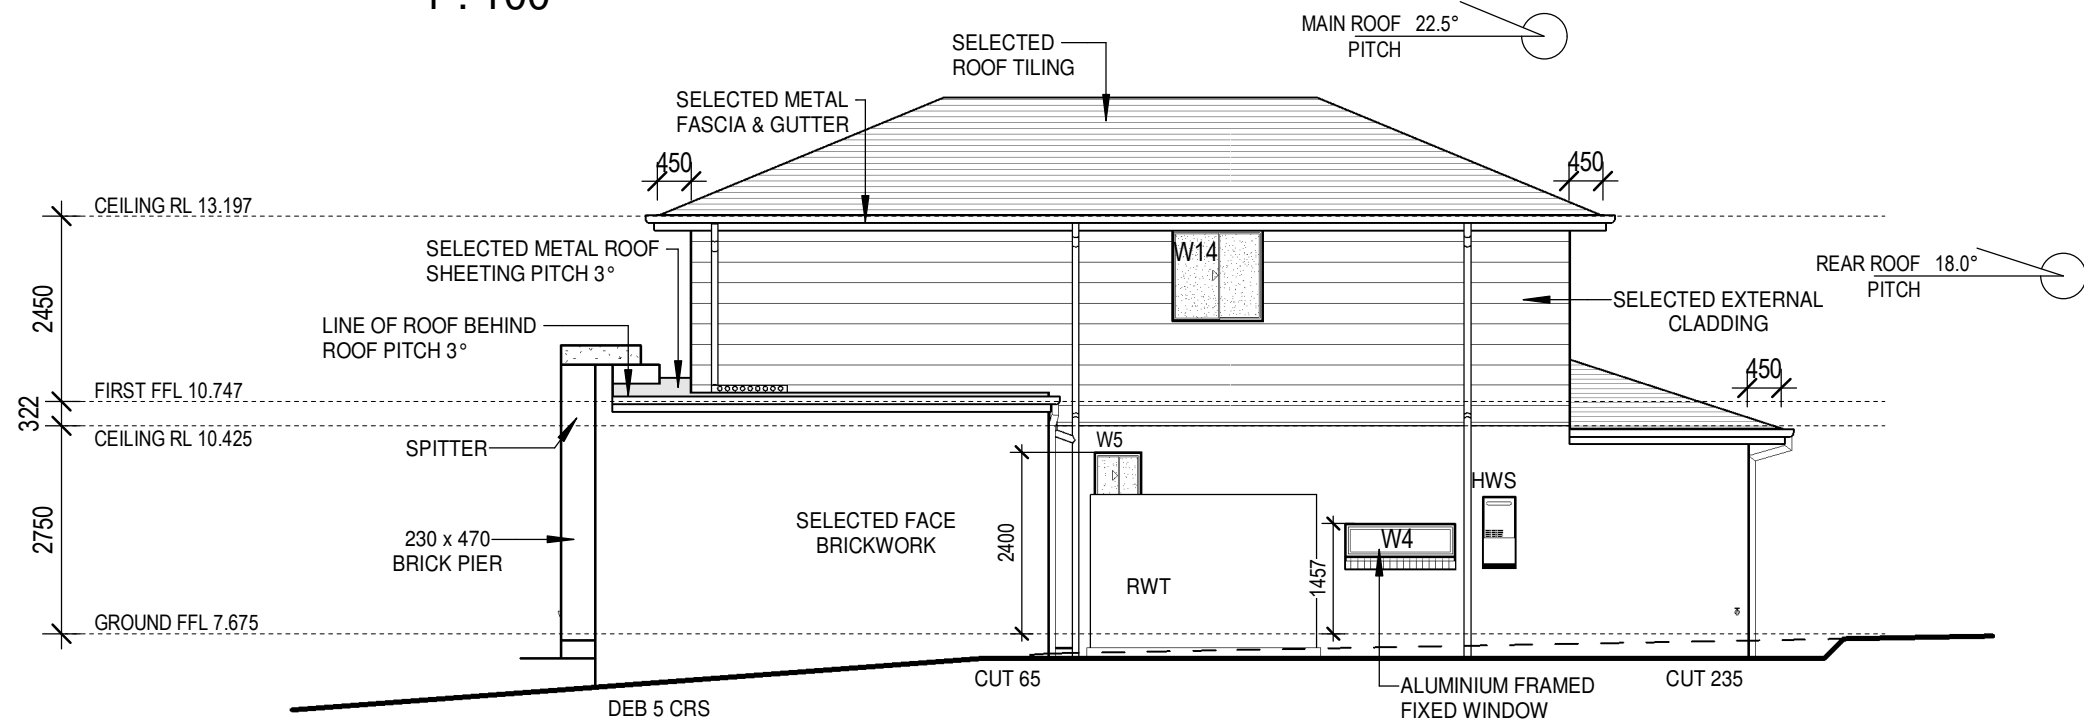 1 : 100
MAIN ROOF 22.5°
PITCH
SELECTED
ROOF TILING
SELECTED METAL
FASCIA & GUTTER
450
450
CEILING RL 13.197
SELECTED METAL ROOF
SHEETING PITCH 3°
W14
REAR ROOF 18.0°
PITCH
SELECTED EXTERNAL
CLADDING
2450
LINE OF ROOF BEHIND
ROOF PITCH 3°
450
FIRST FFL 10.747
322
CEILING RL 10.425
SPITTER
W5
HWS
2750
2400
SELECTED FACE
BRICKWORK
230 x 470
BRICK PIER
W4
1457
RWT
GROUND FFL 7.675
CUT 65
CUT 235
ALUMINIUM FRAMED
FIXED WINDOW
DEB 5 CRS